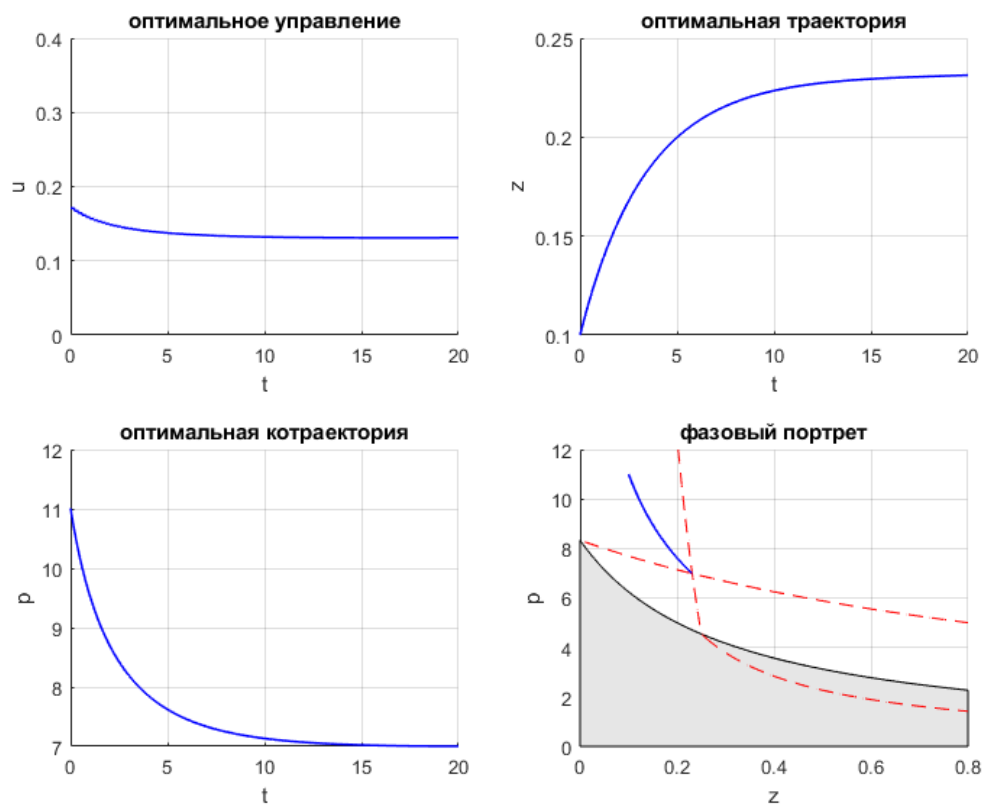 оптимальное управление
0.4
0.3
u
0.2
0.1
0
0 5 10 15 20
t
оптимальная траектория
0.25
0.2
z
0.15
0.1
0 5 10 15 20
t
оптимальная котраектория
12
11
10
p
9
8
7
0 5 10 15 20
t
фазовый портрет
12
10
8
6
p
4
2
0
0 0.2 0.4 0.6 0.8
z